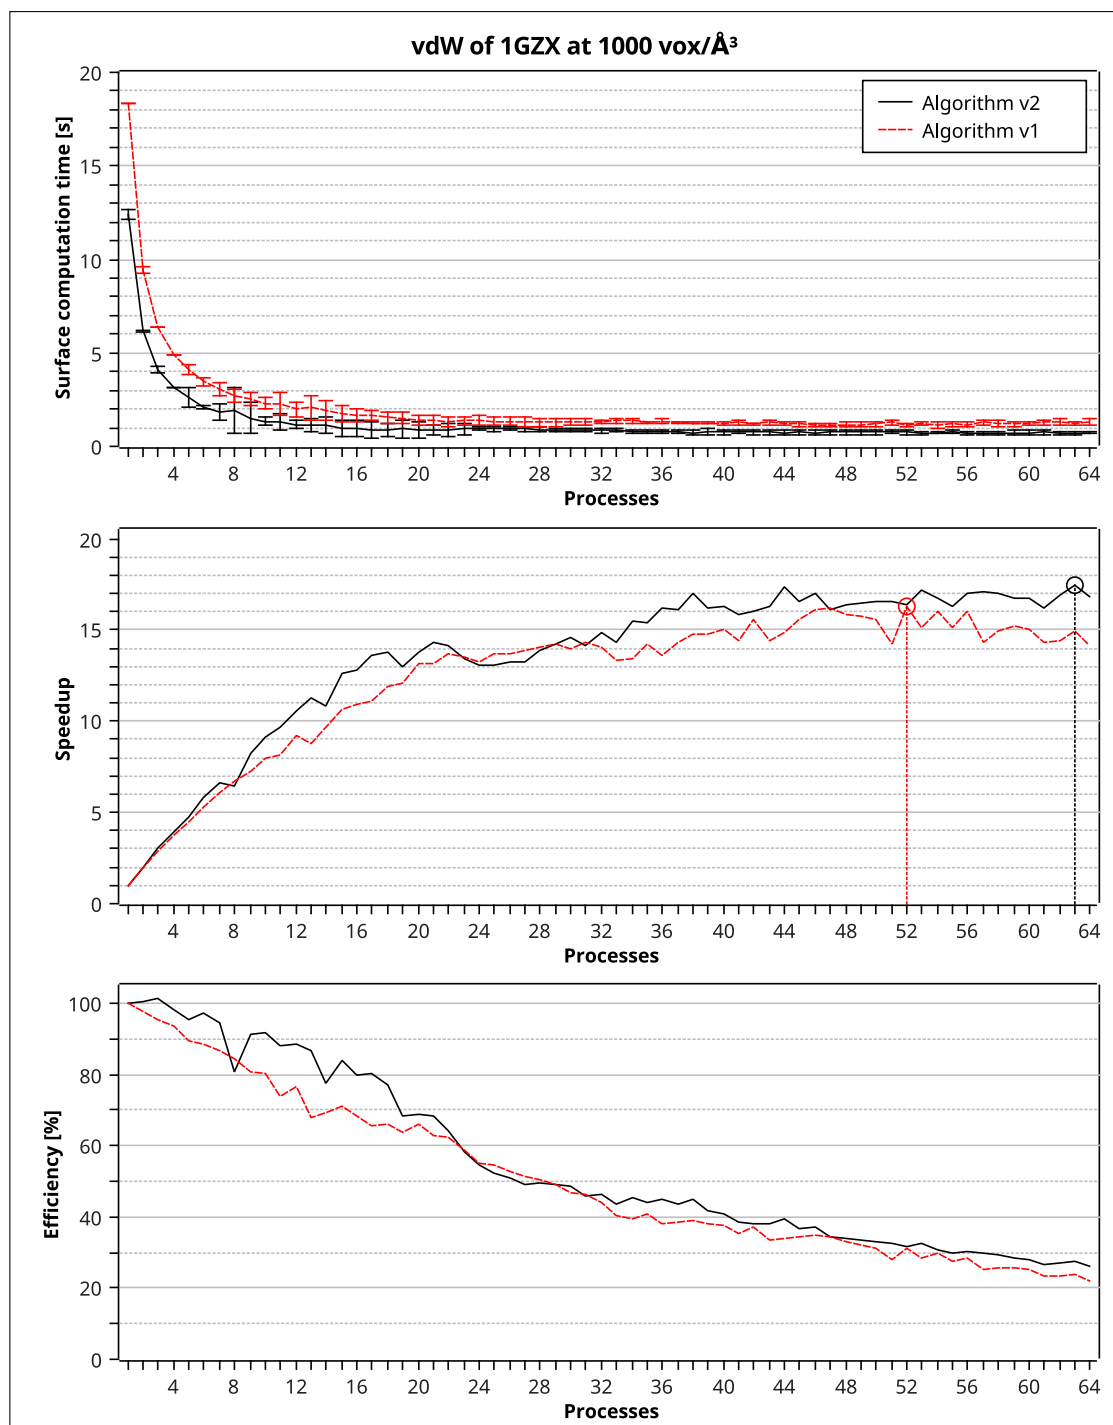 vdW of 1GZX at 1000 vox/Å³
Surface computation time [s]
20
15
10
5
0
Algorithm v2
Algorithm v1
4 8 12 16 20 24 28 32 36 40 44 48 52 56 60 64
Processes
Speedup
20
15
10
5
0
4 8 12 16 20 24 28 32 36 40 44 48 52 56 60 64
Processes
Efficiency [%]
100
80
60
40
20
0
4 8 12 16 20 24 28 32 36 40 44 48 52 56 60 64
Processes